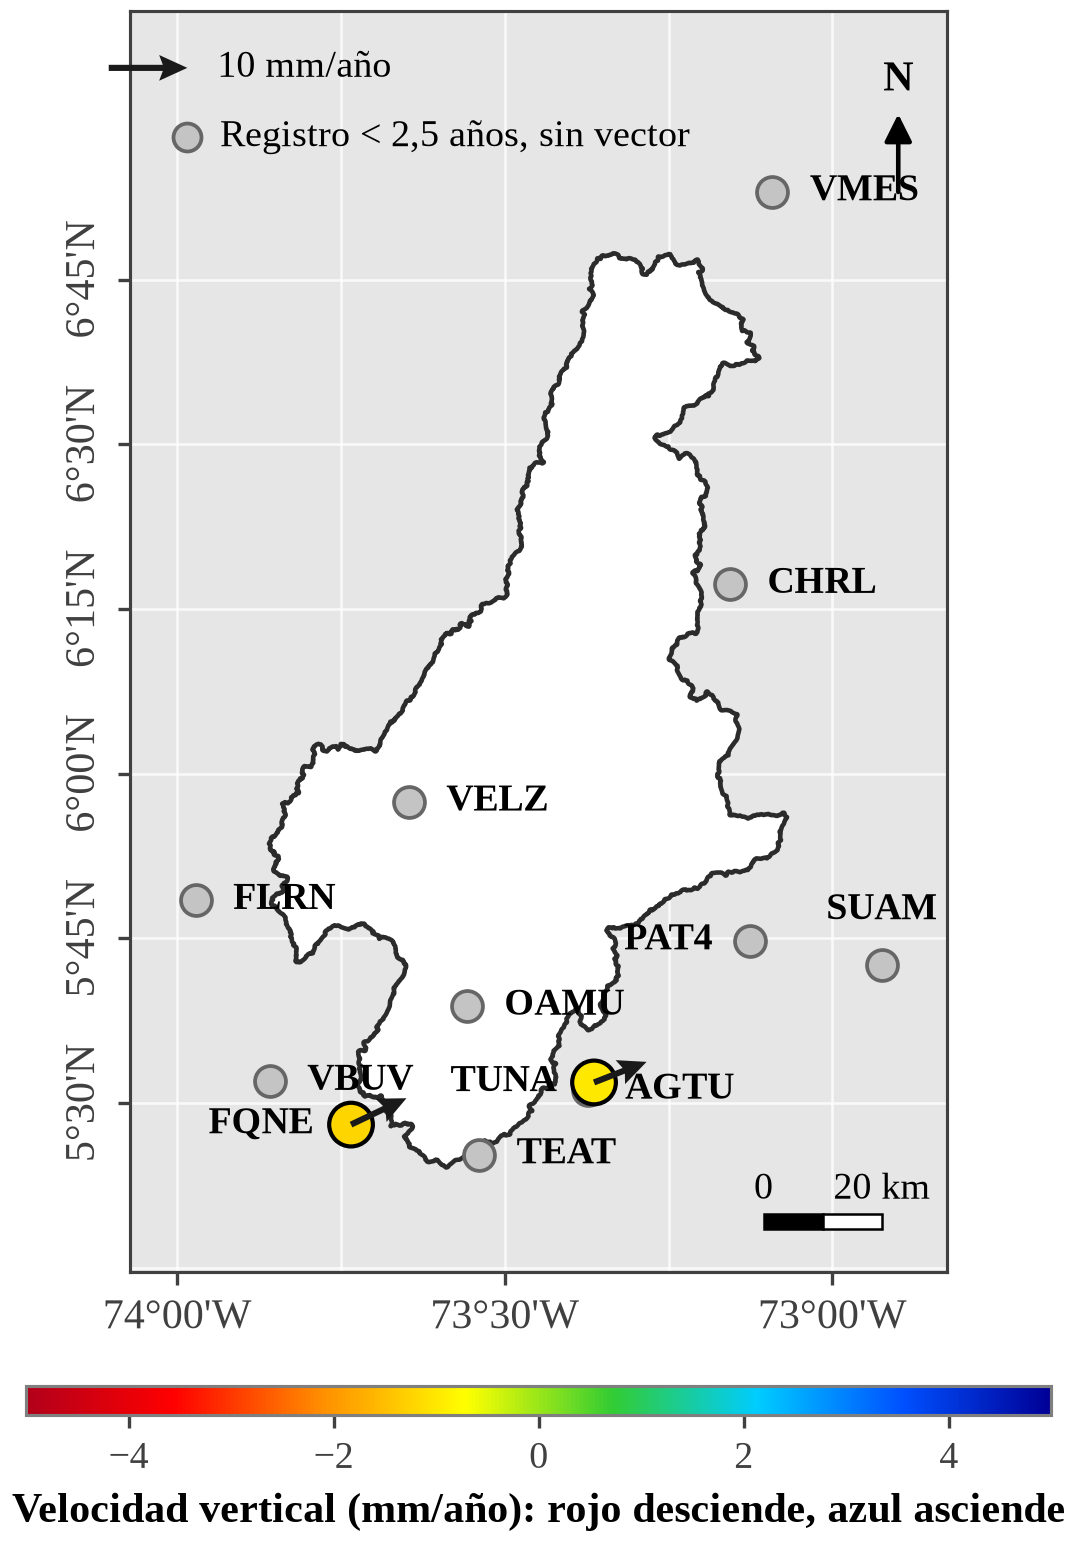 10 mm/año
N
Registro < 2,5 años, sin vector
VMES
6°45'N
6°30'N
CHRL
6°15'N
6°00'N
VELZ
FLRN
SUAM
PAT4
5°45'N
OAMU
VBUV
TUNA
AGTU
5°30'N
FQNE
TEAT
0 20 km
74°00'W 73°30'W 73°00'W
−4 −2 0 2 4
Velocidad vertical (mm/año): rojo desciende, azul asciende